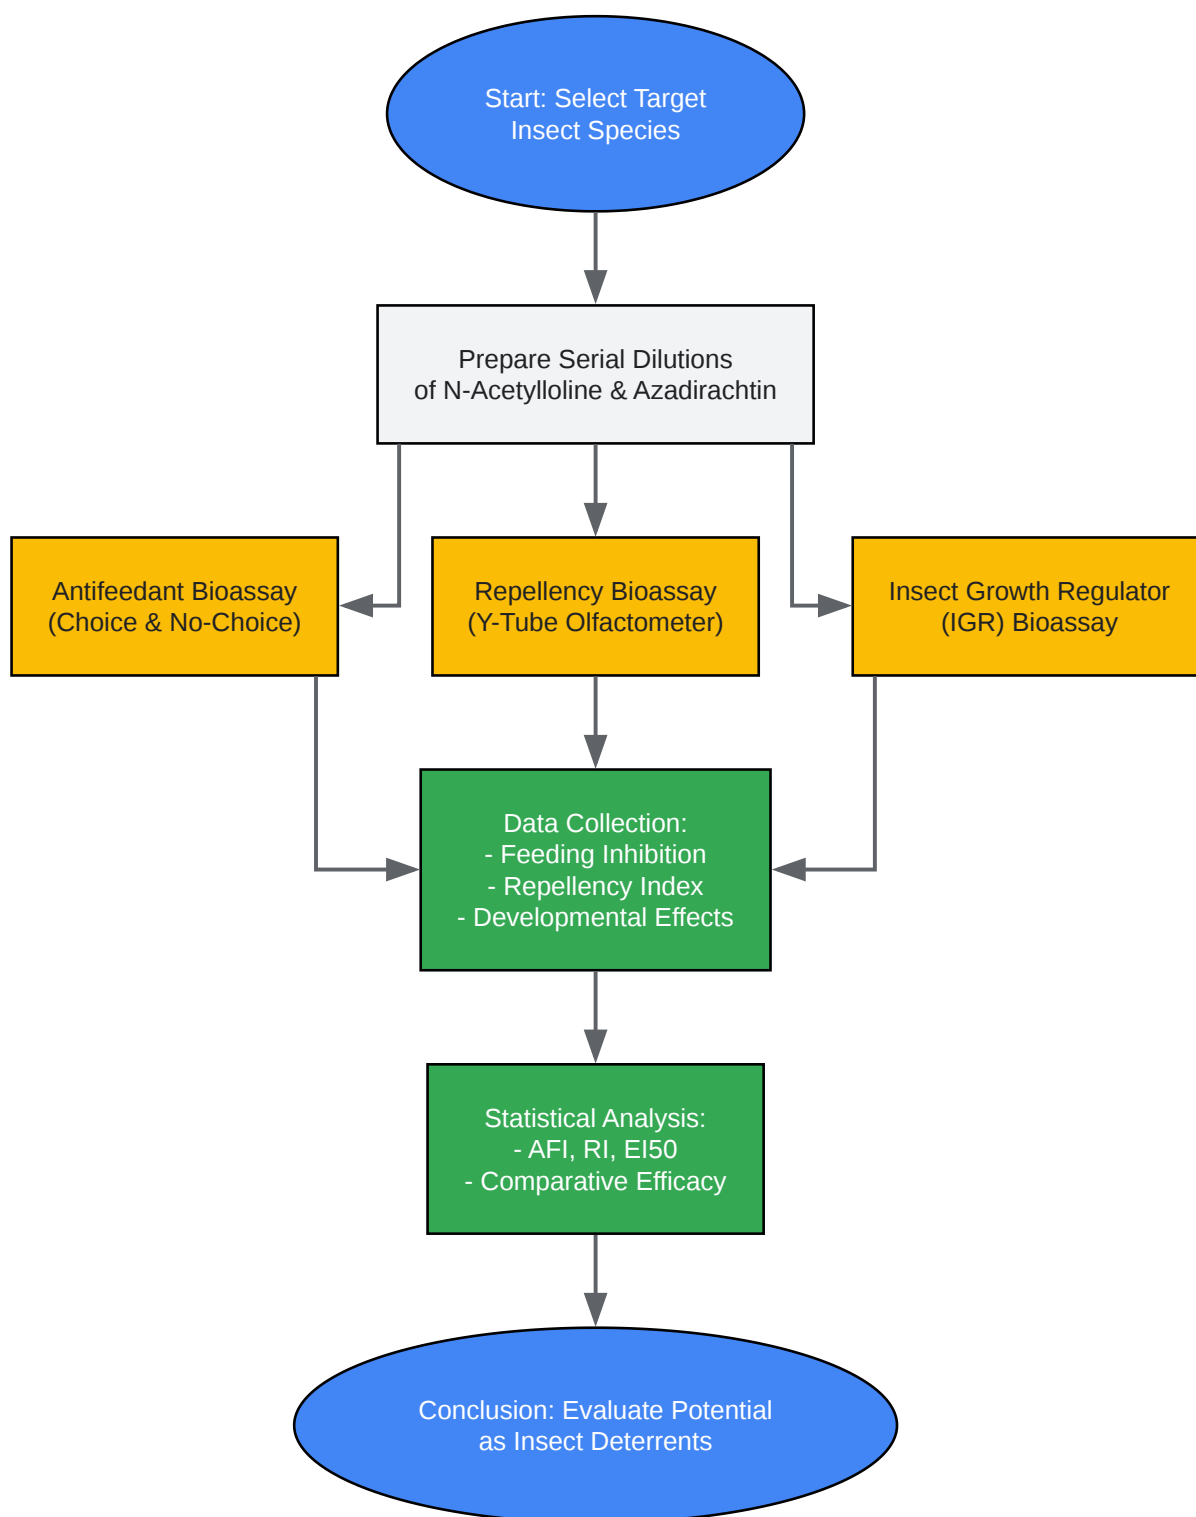 Start: Select Target
Insect Species
Prepare Serial Dilutions
of N-Acetylloline & Azadirachtin
Antifeedant Bioassay
(Choice & No-Choice)
Repellency Bioassay
(Y-Tube Olfactometer)
Insect Growth Regulator
(IGR) Bioassay
Data Collection:
- Feeding Inhibition
- Repellency Index
- Developmental Effects
Statistical Analysis:
- AFI, RI, EI50
- Comparative Efficacy
Conclusion: Evaluate Potential
as Insect Deterrents